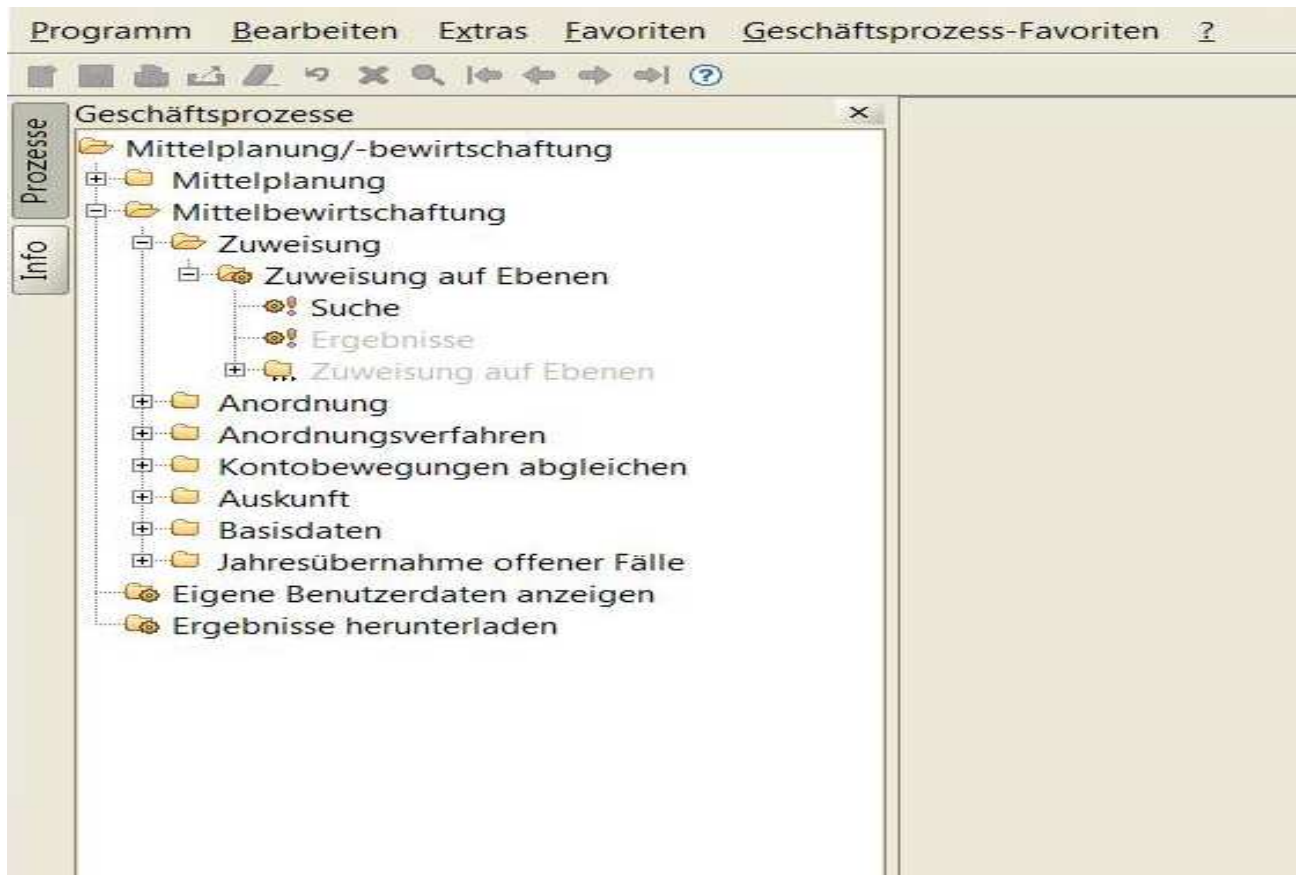 Programm Bearbeiten Extras Favoriten Geschäftsprozess-Favoriten ?
Prozesse
Info
Geschäftsprozesse
Mittelplanung/-bewirtschaftung
Mittelplanung
Mittelbewirtschaftung
Zuweisung
Zuweisung auf Ebenen
Suche
Ergebnisse
Zuweisung auf Ebenen
Anordnung
Anordnungsverfahren
Kontobewegungen abgleichen
Auskunft
Basisdaten
Jahresübernahme offener Fälle
Eigene Benutzerdaten anzeigen
Ergebnisse herunterladen